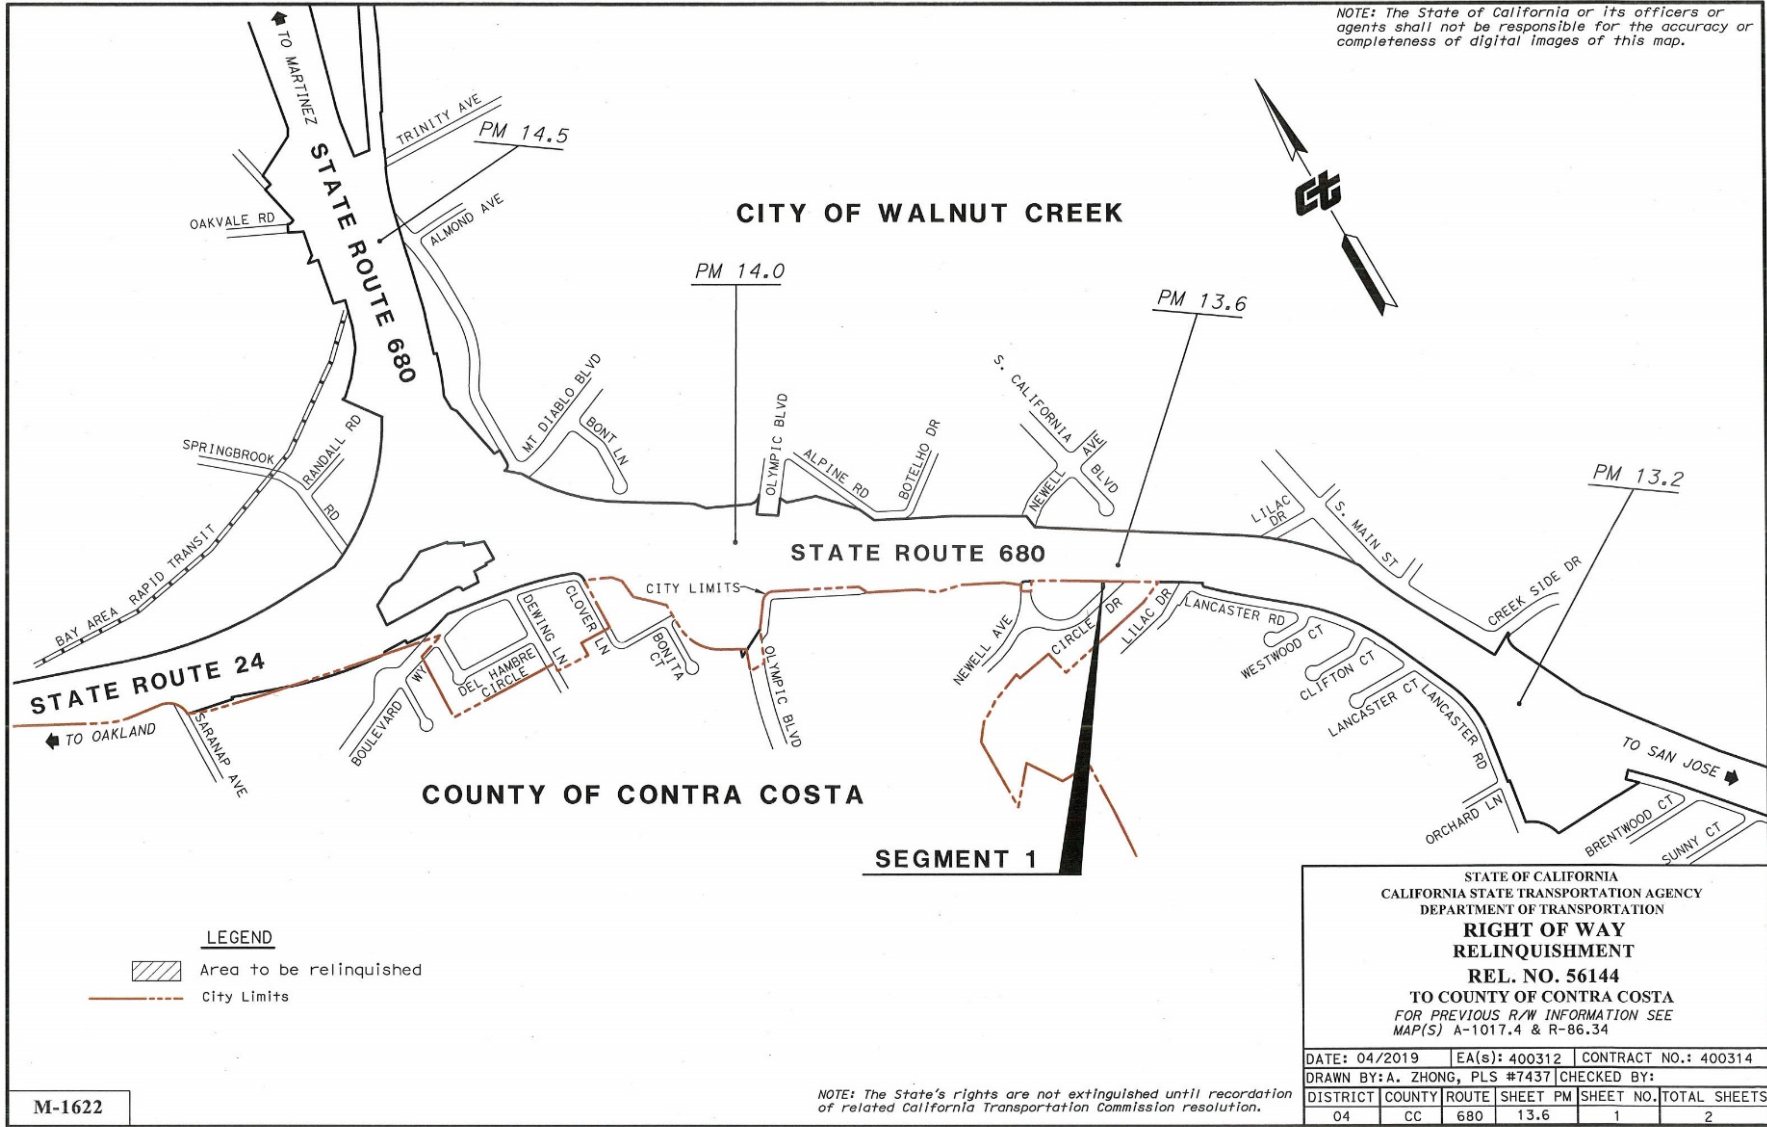 NOTE: The State of California or its officers or
agents shall not be responsible for the accuracy or
completeness of digital images of this map.
TO MARTINEZ
STATE ROUTE 680
TRINITY AVE
PM 14.5
OAKVALE RD
ALMOND AVE
CITY OF WALNUT CREEK
Ct
PM 14.0
PM 13.6
PM 13.2
SPRINGBROOK
RD
RANDALL RD
BAY AREA RAPID TRANSIT
MT DIABLO BLVD
BONT LN
OLYMPIC BLVD
ALPINE RD
BOTELHO DR
S. CALIFORNIA
BLVD
NEWELL
AVE
LILAC
DR
S. MAIN ST
CREEK SIDE DR
STATE ROUTE 680
CITY LIMITS
STATE ROUTE 24
TO OAKLAND
SARANAP AVE
BOULEVARD WY
DEL HAMBRE
CIRCLE
DEWING LN
CLOVER LN
BONITA
CT
OLYMPIC BLVD
NEWELL AVE
CIRCLE DR
LILAC DR
LANCASTER RD
WESTWOOD CT
CLIFTON CT
LANCASTER CT
LANCASTER RD
TO SAN JOSE
ORCHARD LN
BRENTWOOD CT
SUNNY CT
COUNTY OF CONTRA COSTA
SEGMENT 1
LEGEND
Area to be relinquished
City Limits
STATE OF CALIFORNIA
CALIFORNIA STATE TRANSPORTATION AGENCY
DEPARTMENT OF TRANSPORTATION
RIGHT OF WAY
RELINQUISHMENT
REL. NO. 56144
TO COUNTY OF CONTRA COSTA
FOR PREVIOUS R/W INFORMATION SEE
MAP(S) A-1017.4 & R-86.34
DATE: 04/2019 EA(s): 400312 CONTRACT NO.: 400314
DRAWN BY: A. ZHONG, PLS #7437 CHECKED BY:
DISTRICT COUNTY ROUTE SHEET PM SHEET NO. TOTAL SHEETS
04 CC 680 13.6 1 2
NOTE: The State's rights are not extinguished until recordation
of related California Transportation Commission resolution.
M-1622